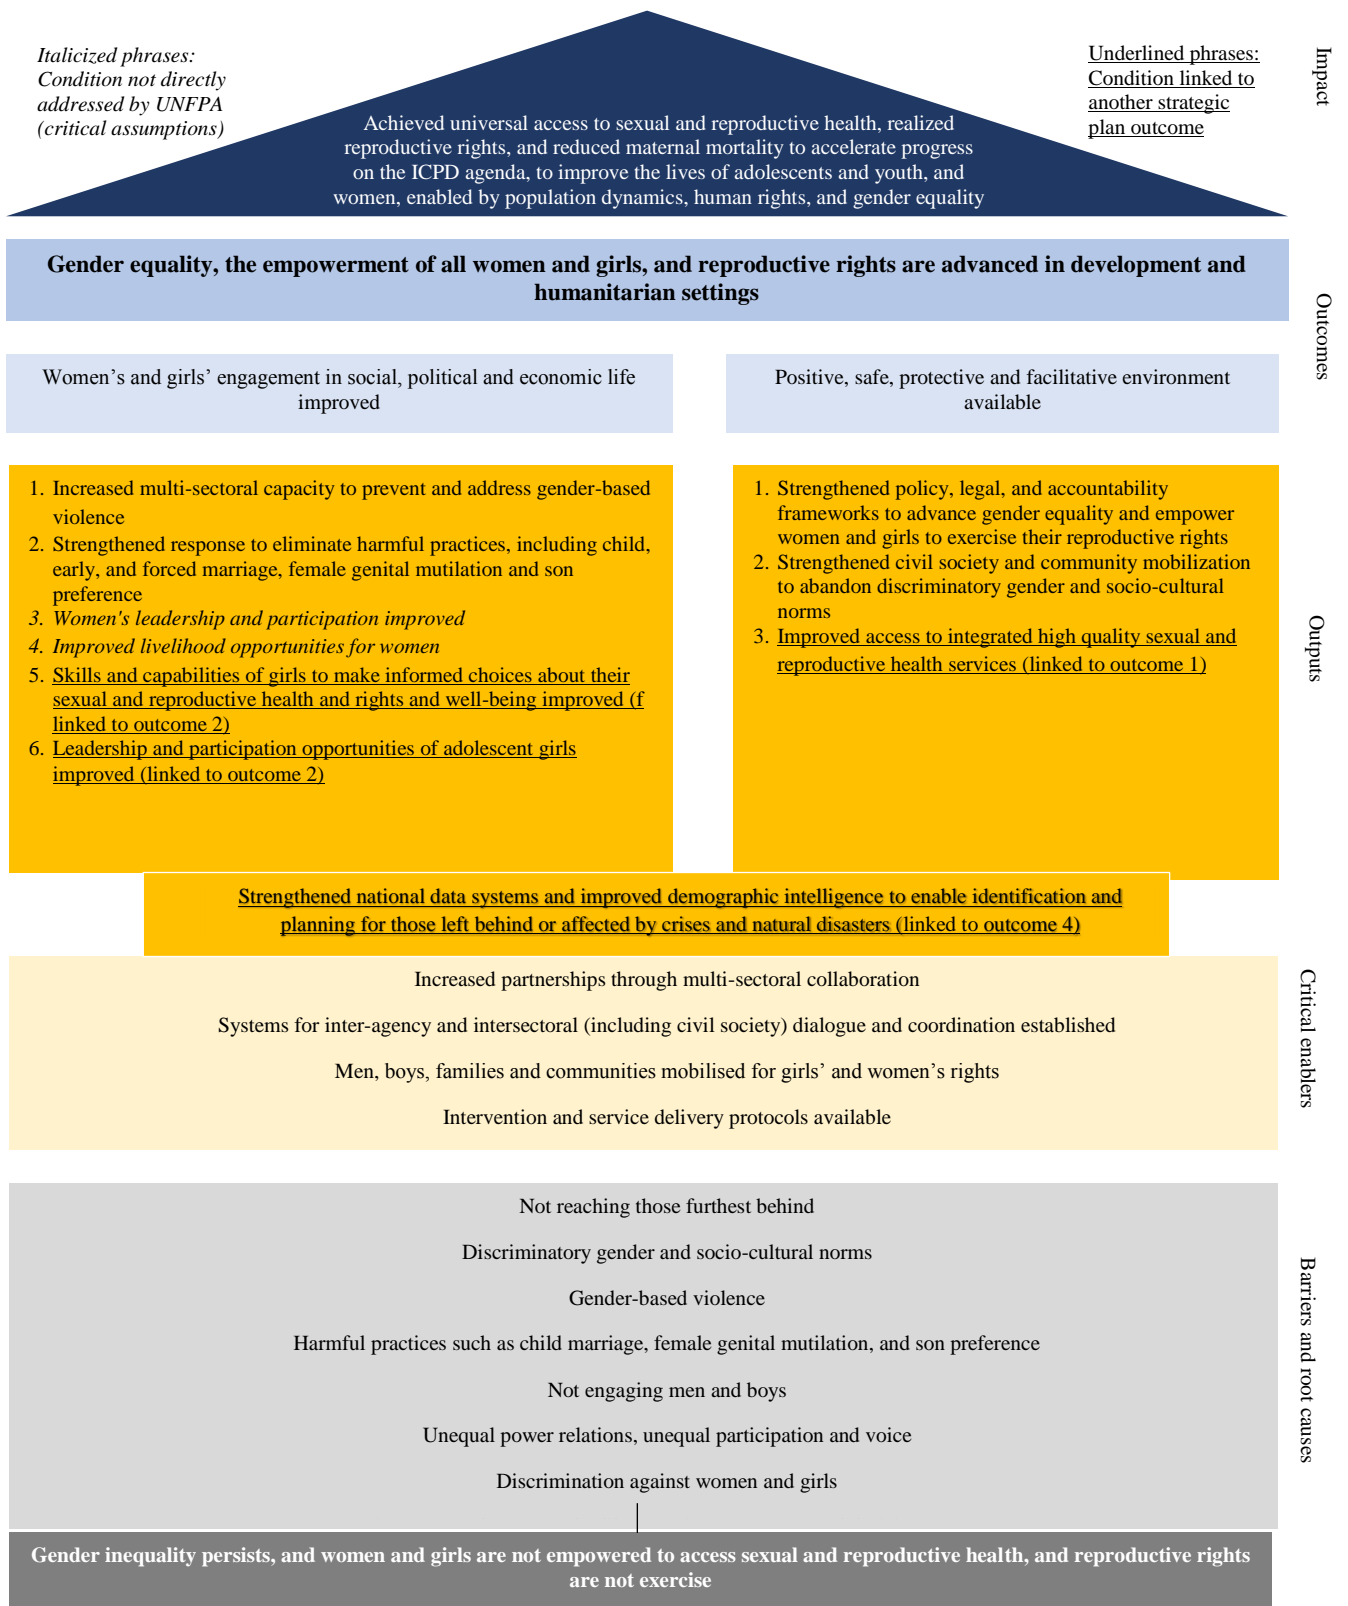 Italicized phrases:
Condition not directly
addressed by UNFPA
(critical assumptions)
Underlined phrases:
Condition linked to
another strategic
plan outcome
Impact
Achieved universal access to sexual and reproductive health, realized
reproductive rights, and reduced maternal mortality to accelerate progress
on the ICPD agenda, to improve the lives of adolescents and youth, and
women, enabled by population dynamics, human rights, and gender equality
Gender equality, the empowerment of all women and girls, and reproductive rights are advanced in development and
humanitarian settings
Outcomes
Women’s and girls’ engagement in social, political and economic life
improved
Positive, safe, protective and facilitative environment
available
1. Increased multi-sectoral capacity to prevent and address gender-based
violence
2. Strengthened response to eliminate harmful practices, including child,
early, and forced marriage, female genital mutilation and son
preference
3. Women's leadership and participation improved
4. Improved livelihood opportunities for women
5. Skills and capabilities of girls to make informed choices about their
sexual and reproductive health and rights and well-being improved (f
linked to outcome 2)
6. Leadership and participation opportunities of adolescent girls
improved (linked to outcome 2)
1. Strengthened policy, legal, and accountability
frameworks to advance gender equality and empower
women and girls to exercise their reproductive rights
2. Strengthened civil society and community mobilization
to abandon discriminatory gender and socio-cultural
norms
3. Improved access to integrated high quality sexual and
reproductive health services (linked to outcome 1)
Outputs
Strengthened national data systems and improved demographic intelligence to enable identification and
planning for those left behind or affected by crises and natural disasters (linked to outcome 4)
Increased partnerships through multi-sectoral collaboration
Systems for inter-agency and intersectoral (including civil society) dialogue and coordination established
Men, boys, families and communities mobilised for girls’ and women’s rights
Intervention and service delivery protocols available
Critical enablers
Not reaching those furthest behind
Discriminatory gender and socio-cultural norms
Gender-based violence
Harmful practices such as child marriage, female genital mutilation, and son preference
Not engaging men and boys
Unequal power relations, unequal participation and voice
Discrimination against women and girls
Barriers and root causes
Gender inequality persists, and women and girls are not empowered to access sexual and reproductive health, and reproductive rights
are not exercise